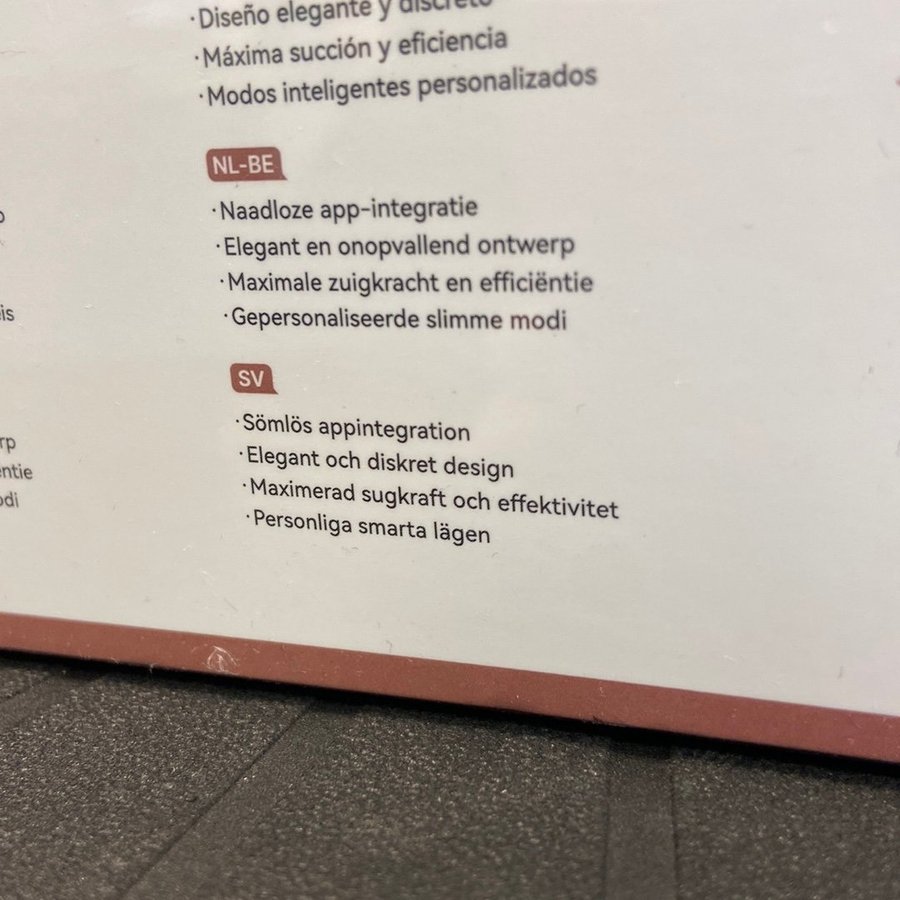 ·Diseño elegante y discreto
·Máxima succión y eficiencia
·Modos inteligentes personalizados
NL-BE
·Naadloze app-integratie
·Elegant en onopvallend ontwerp
·Maximale zuigkracht en efficiëntie
·Gepersonaliseerde slimme modi
SV
·Sömlös appintegration
·Elegant och diskret design
·Maximerad sugkraft och effektivitet
·Personliga smarta lägen